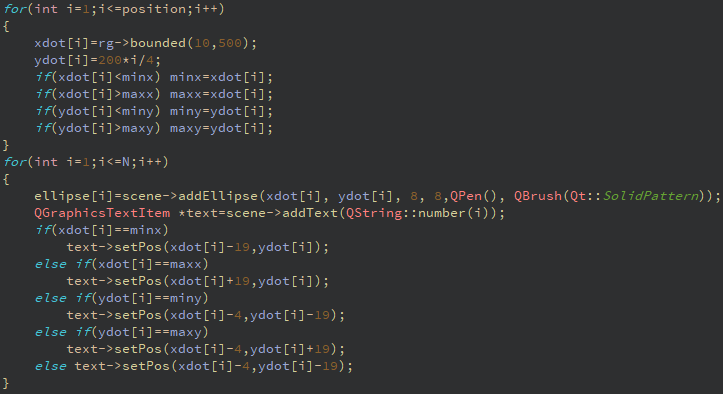 for(int i=1;i<=position;i++)
{
    xdot[i]=rg->bounded(10,500);
    ydot[i]=200*i/4;
    if(xdot[i]<minx) minx=xdot[i];
    if(xdot[i]>maxx) maxx=xdot[i];
    if(ydot[i]<miny) miny=ydot[i];
    if(ydot[i]>maxy) maxy=ydot[i];
}
for(int i=1;i<=N;i++)
{
    ellipse[i]=scene->addEllipse(xdot[i], ydot[i], 8, 8,QPen(), QBrush(Qt::SolidPattern));
    QGraphicsTextItem *text=scene->addText(QString::number(i));
    if(xdot[i]==minx)
        text->setPos(xdot[i]-19,ydot[i]);
    else if(xdot[i]==maxx)
        text->setPos(xdot[i]+19,ydot[i]);
    else if(ydot[i]==miny)
        text->setPos(xdot[i]-4,ydot[i]-19);
    else if(ydot[i]==maxy)
        text->setPos(xdot[i]-4,ydot[i]+19);
    else text->setPos(xdot[i]-4,ydot[i]-19);
}